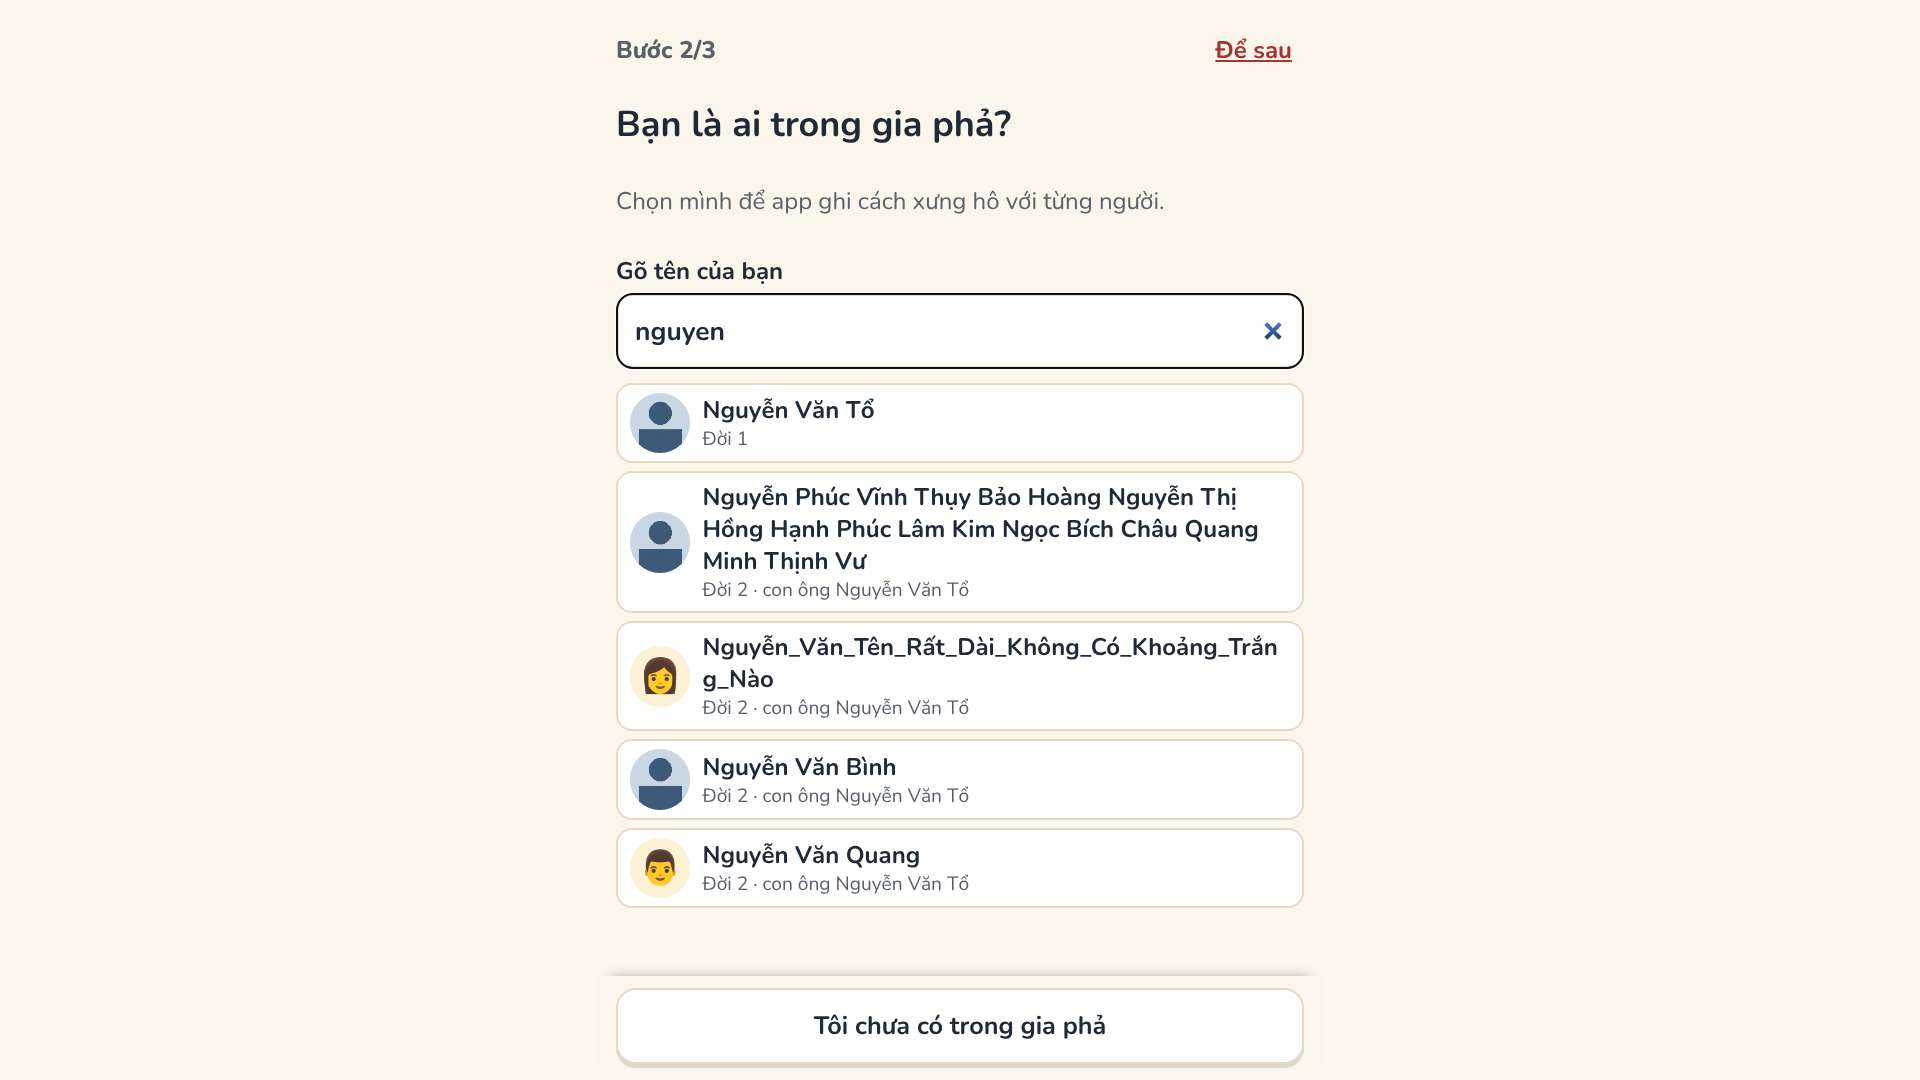 Bước 2/3
Để sau
Bạn là ai trong gia phả?
Chọn mình để app ghi cách xưng hô với từng người.
Gõ tên của bạn
nguyen
Nguyễn Văn Tổ
Đời 1
Nguyễn Phúc Vĩnh Thụy Bảo Hoàng Nguyễn Thị
Hồng Hạnh Phúc Lâm Kim Ngọc Bích Châu Quang
Minh Thịnh Vư
Đời 2 · con ông Nguyễn Văn Tổ
Nguyễn_Văn_Tên_Rất_Dài_Không_Có_Khoảng_Trắn
g_Nào
Đời 2 · con ông Nguyễn Văn Tổ
Nguyễn Văn Bình
Đời 2 · con ông Nguyễn Văn Tổ
Nguyễn Văn Quang
Đời 2 · con ông Nguyễn Văn Tổ
Tôi chưa có trong gia phả